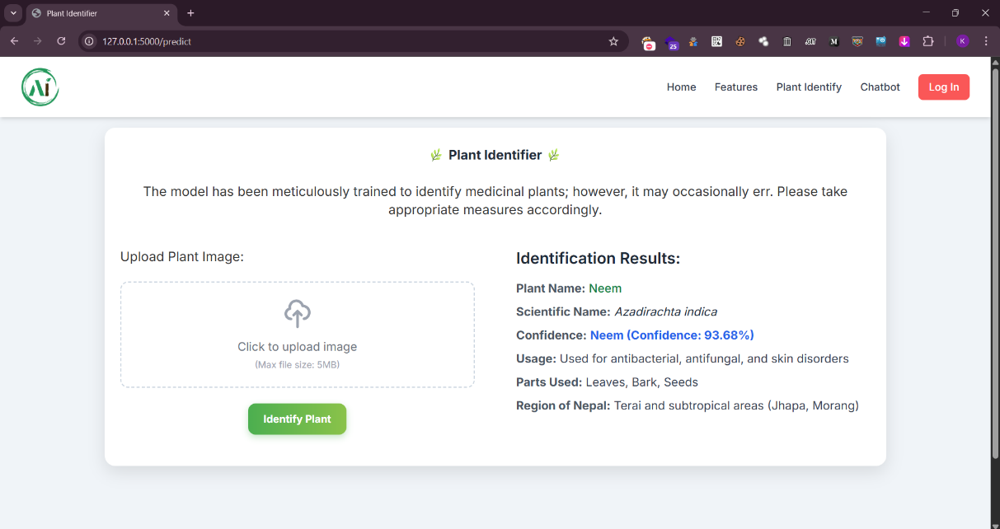 Plant Identifier
127.0.0.1:5000/predict
25
M
K
Ai
Home Features Plant Identify Chatbot Log In
Plant Identifier
The model has been meticulously trained to identify medicinal plants; however, it may occasionally err. Please take
appropriate measures accordingly.
Upload Plant Image:
Click to upload image
(Max file size: 5MB)
Identify Plant
Identification Results:
Plant Name: Neem
Scientific Name: Azadirachta indica
Confidence: Neem (Confidence: 93.68%)
Usage: Used for antibacterial, antifungal, and skin disorders
Parts Used: Leaves, Bark, Seeds
Region of Nepal: Terai and subtropical areas (Jhapa, Morang)